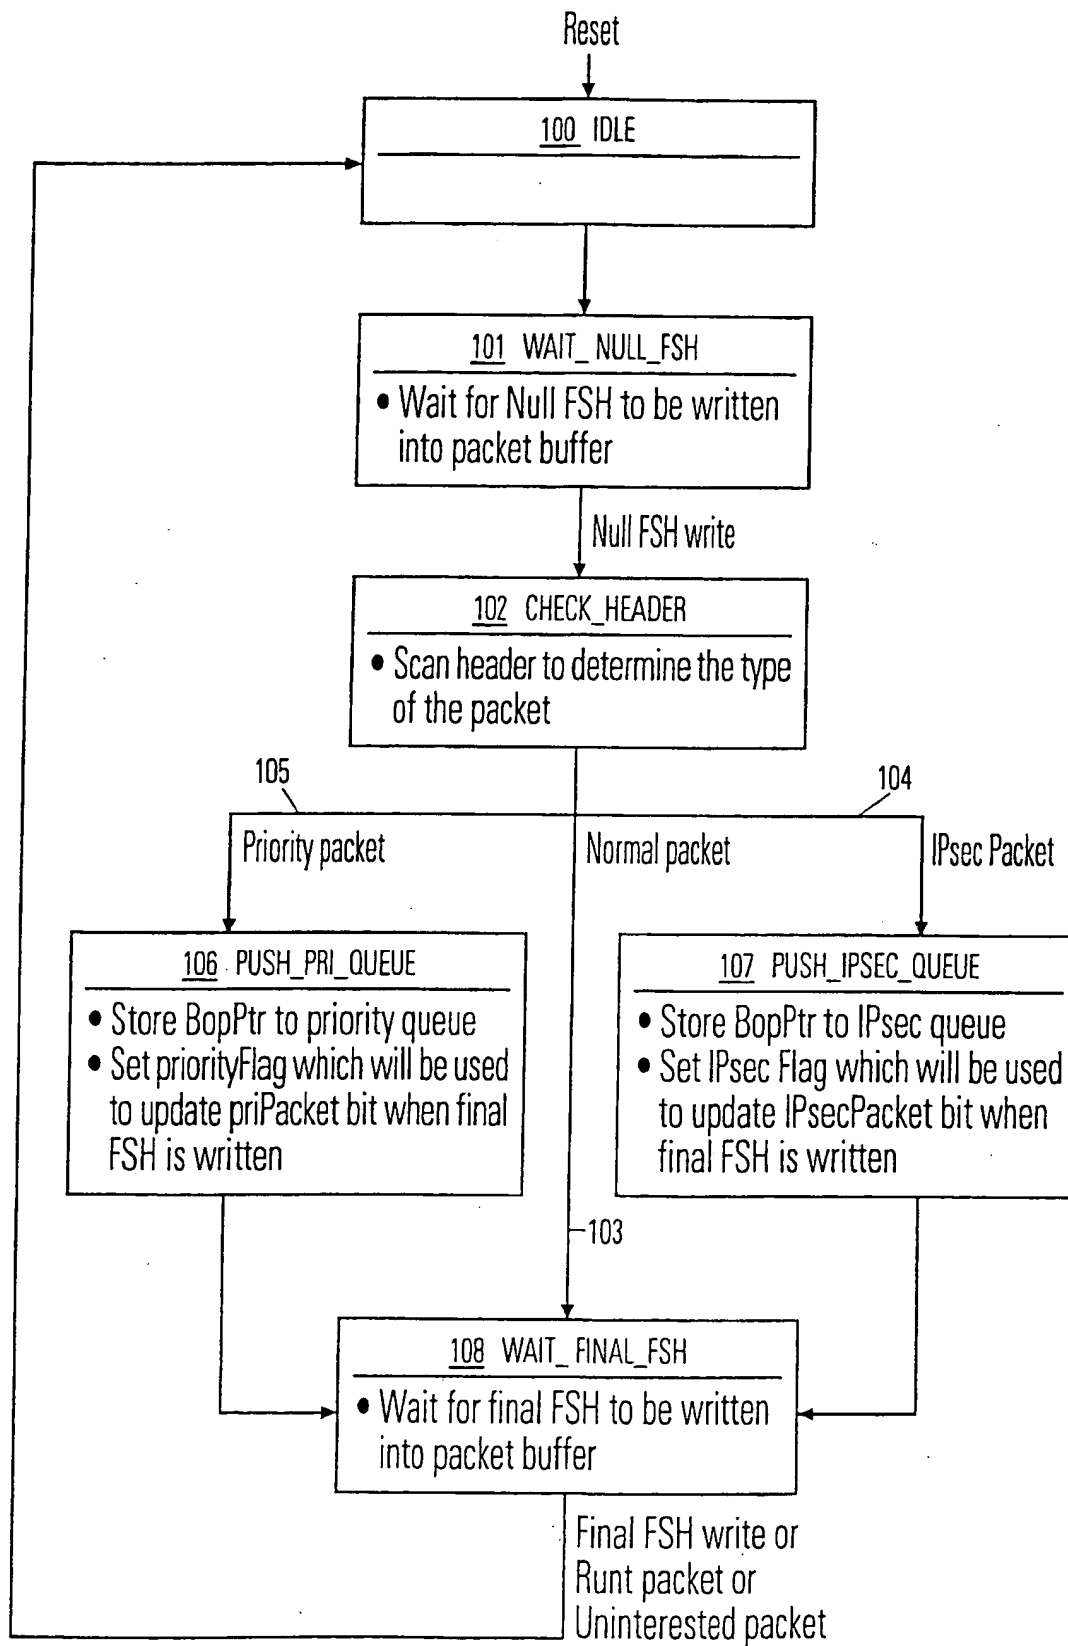 Reset
100 IDLE
101 WAIT_NULL_FSH
• Wait for Null FSH to be written
into packet buffer
Null FSH write
102 CHECK_HEADER
• Scan header to determine the type
of the packet
105
104
Priority packet
Normal packet
IPsec Packet
106 PUSH_PRI_QUEUE
• Store BopPtr to priority queue
• Set priorityFlag which will be used
to update priPacket bit when final
FSH is written
107 PUSH_IPSEC_QUEUE
• Store BopPtr to IPsec queue
• Set IPsec Flag which will be used
to update IPsecPacket bit when
final FSH is written
103
108 WAIT_FINAL_FSH
• Wait for final FSH to be written
into packet buffer
Final FSH write or
Runt packet or
Uninterested packet